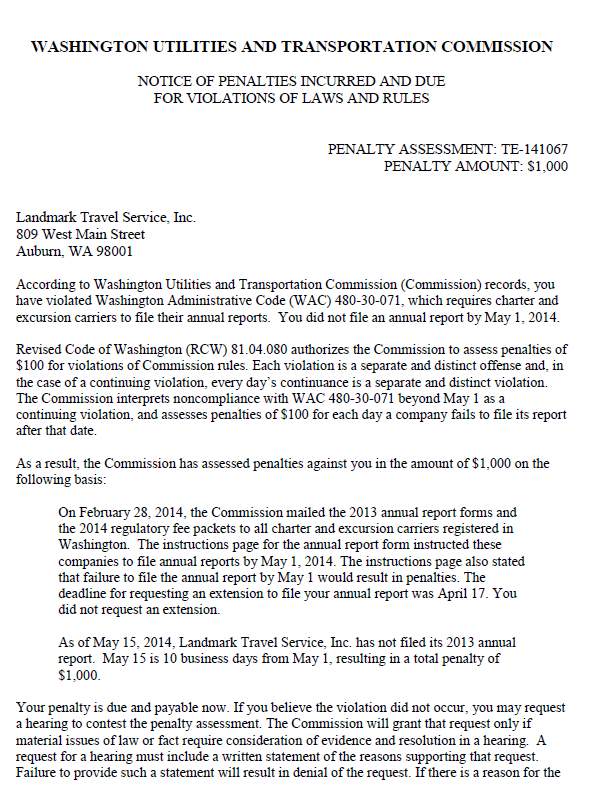 WASHINGTON UTILITIES AND TRANSPORTATION COMMISSION
NOTICE OF PENALTIES INCURRED AND DUE
FOR VIOLATIONS OF LAWS AND RULES
PENALTY ASSESSMENT: TE-141067
PENALTY AMOUNT: $1,000
Landmark Travel Service, Inc.
809 West Main Street
Auburn, WA 98001
According to Washington Utilities and Transportation Commission (Commission) records, you
have violated Washington Administrative Code (WAC) 480-30-071, which requires charter and
excursion carriers to file their annual reports.  You did not file an annual report by May 1, 2014.
Revised Code of Washington (RCW) 81.04.080 authorizes the Commission to assess penalties of
$100 for violations of Commission rules. Each violation is a separate and distinct offense and, in
the case of a continuing violation, every day's continuance is a separate and distinct violation.
The Commission interprets noncompliance with WAC 480-30-071 beyond May 1 as a
continuing violation, and assesses penalties of $100 for each day a company fails to file its report
after that date.
As a result, the Commission has assessed penalties against you in the amount of $1,000 on the
following basis:
On February 28, 2014, the Commission mailed the 2013 annual report forms and
the 2014 regulatory fee packets to all charter and excursion carriers registered in
Washington.  The instructions page for the annual report form instructed these
companies to file annual reports by May 1, 2014. The instructions page also stated
that failure to file the annual report by May 1 would result in penalties. The
deadline for requesting an extension to file your annual report was April 17. You
did not request an extension.
As of May 15, 2014, Landmark Travel Service, Inc. has not filed its 2013 annual
report.  May 15 is 10 business days from May 1, resulting in a total penalty of
$1,000.
Your penalty is due and payable now. If you believe the violation did not occur, you may request
a hearing to contest the penalty assessment. The Commission will grant that request only if
material issues of law or fact require consideration of evidence and resolution in a hearing.  A
request for a hearing must include a written statement of the reasons supporting that request.
Failure to provide such a statement will result in denial of the request. If there is a reason for the